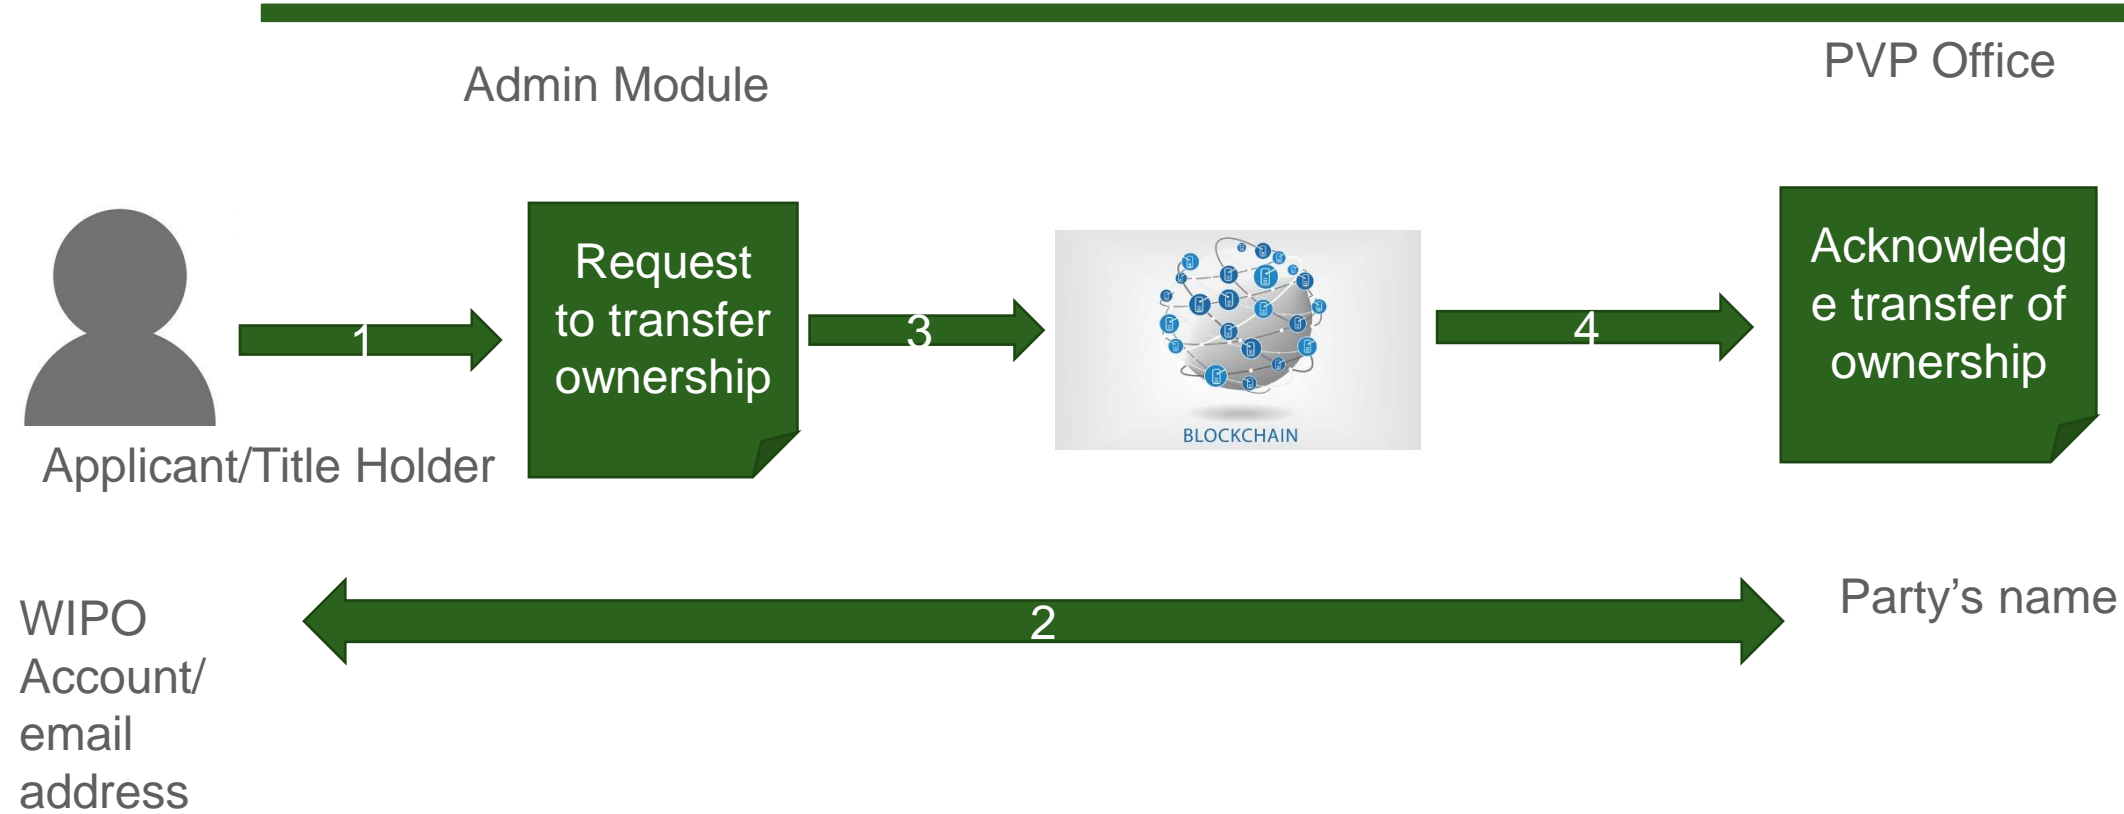 Admin Module
PVP Office
Request
to transfer
ownership
Acknowledg
e transfer of
ownership
1
3
4
BLOCKCHAIN
Applicant/Title Holder
WIPO
Account/
email
address
2
Party’s name